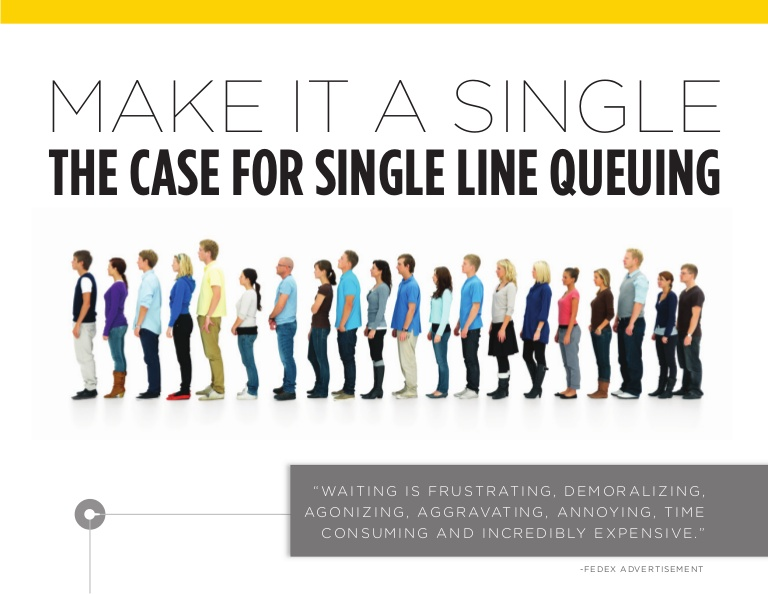 MAKE IT A SINGLE
THE CASE FOR SINGLE LINE QUEUING
“WAITING IS FRUSTRATING, DEMORALIZING,
AGONIZING, AGGRAVATING, ANNOYING, TIME
CONSUMING AND INCREDIBLY EXPENSIVE.”
-FEDEX ADVERTISEMENT